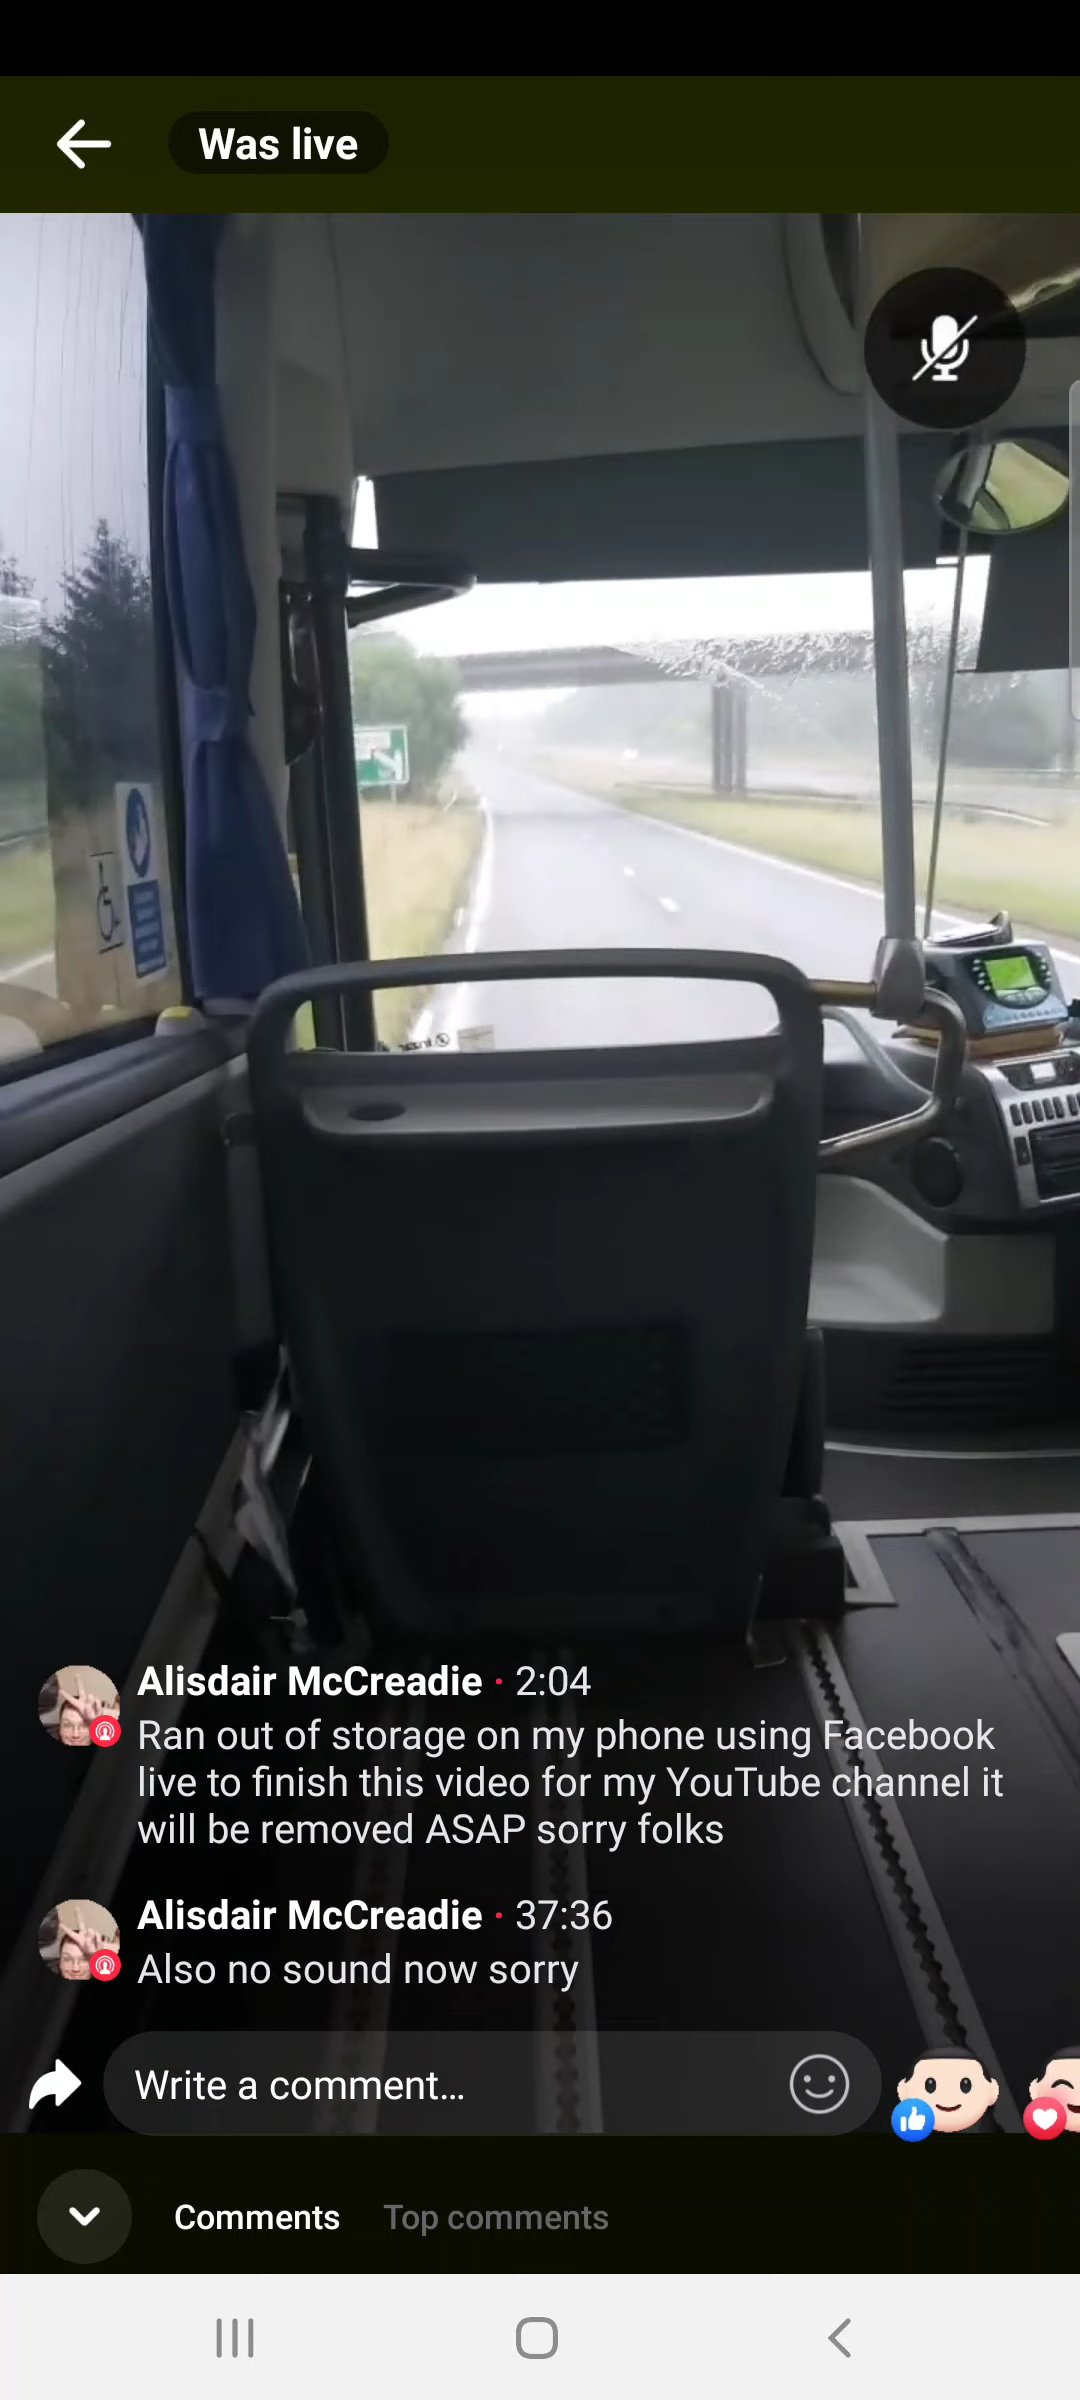 Was live
Alisdair McCreadie · 2:04
Ran out of storage on my phone using Facebook
live to finish this video for my YouTube channel it
will be removed ASAP sorry folks
Alisdair McCreadie · 37:36
Also no sound now sorry
Write a comment...
Comments
Top comments